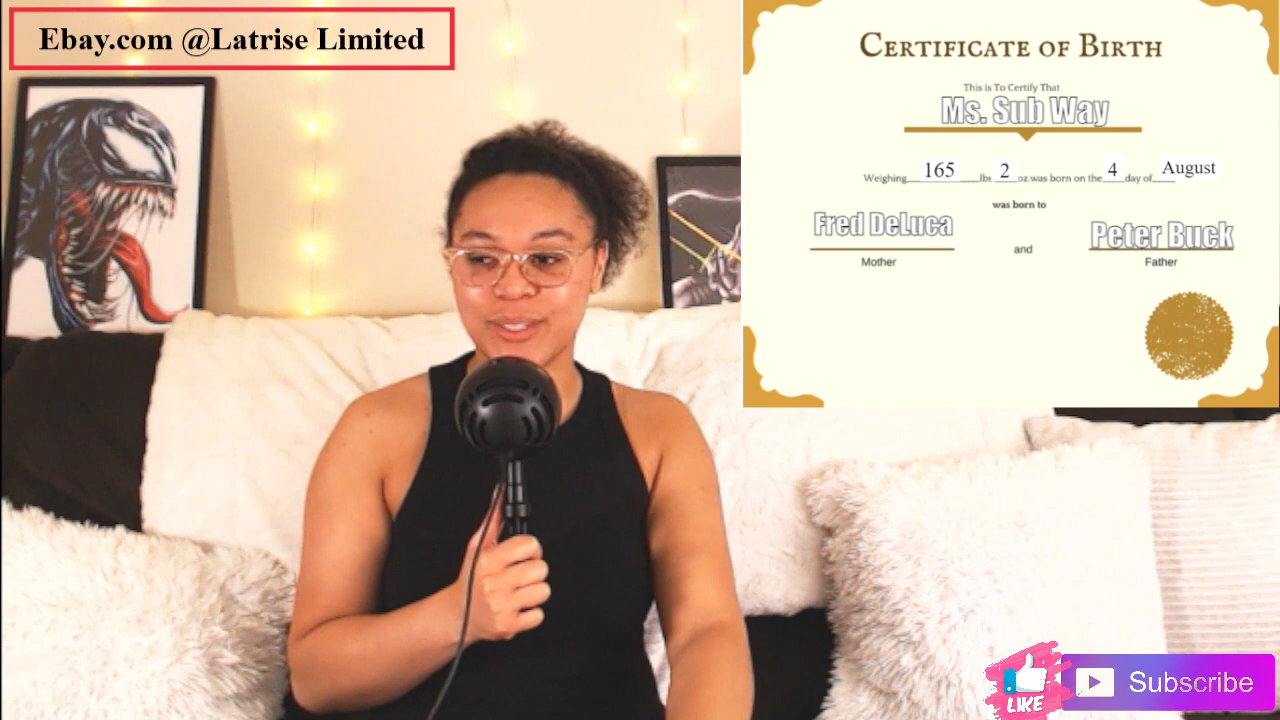 Ebay.com @Latrise Limited
CERTIFICATE OF BIRTH
This is To Certify That
Ms. Sub Way
Weighing 165 lbs 2 oz.was born on the 4 day of August
was born to
Fred DeLuca and Peter Buck
Mother Father
LIKE
Subscribe